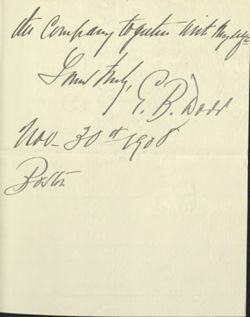 the Company together with myself
Yours truly,
E. B. Dodd
Nov- 30th 1908
Boston